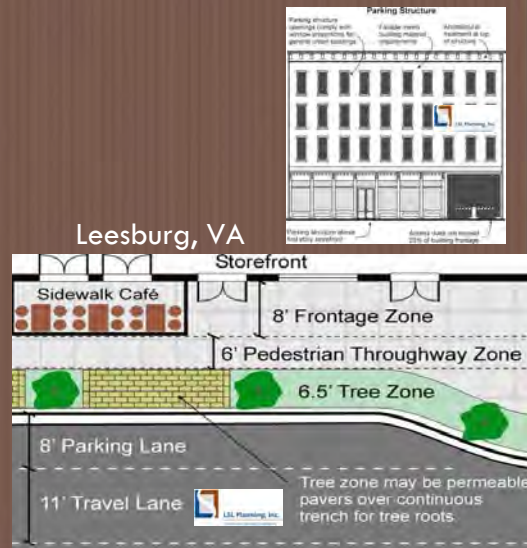 Parking Structure
Parking structure
openings comply with
window proportions for
general urban buildings
Facade meets
building material
requirements
Architectural
treatment at top
of structure
LSL Planning, Inc.
Parking structure above
first story storefront
Access does not exceed
of building frontage
Leesburg, VA
Storefront
Sidewalk Café
8' Frontage Zone
6' Pedestrian Throughway Zone
6.5' Tree Zone
8' Parking Lane
11' Travel Lane
LSL Planning, Inc.
Tree zone may be permeable
pavers over continuous
trench for tree roots